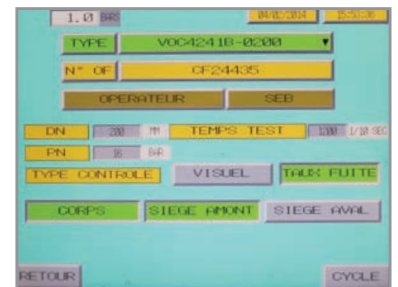 1.0 BAR 04/02/2014 15:53:36
TYPE VOC4241B-0200
N° OF CF24435
OPERATEUR SEB
DN 200 MM TEMPS TEST 1200 1/10 SEC
PN 16 BAR
TYPE CONTROLE VISUEL TAUX FUITE
CORPS SIEGE AMONT SIEGE AVAL
RETOUR CYCLE